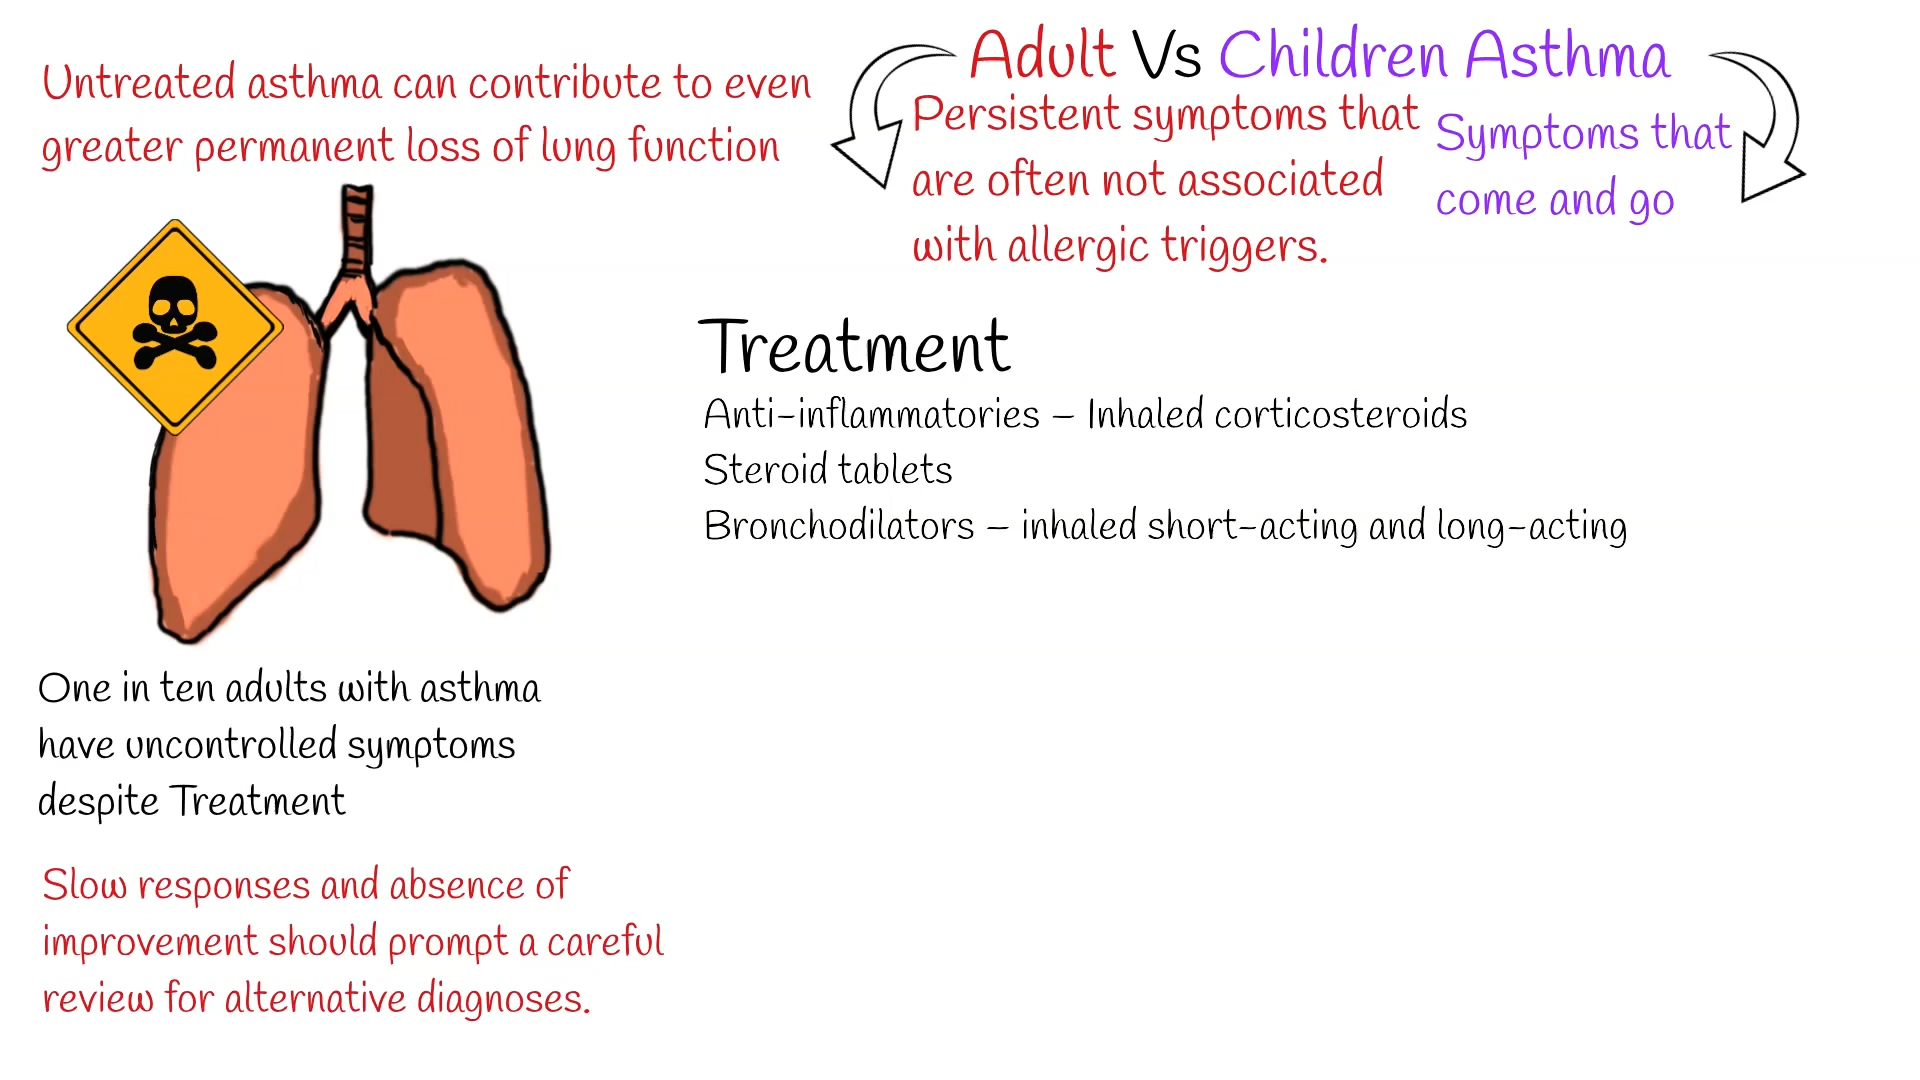 Untreated asthma can contribute to even
greater permanent loss of lung function
Adult Vs Children Asthma
Persistent symptoms that
are often not associated
with allergic triggers.
Symptoms that
come and go
Treatment
Anti-inflammatories – Inhaled corticosteroids
Steroid tablets
Bronchodilators – inhaled short-acting and long-acting
One in ten adults with asthma
have uncontrolled symptoms
despite Treatment
Slow responses and absence of
improvement should prompt a careful
review for alternative diagnoses.